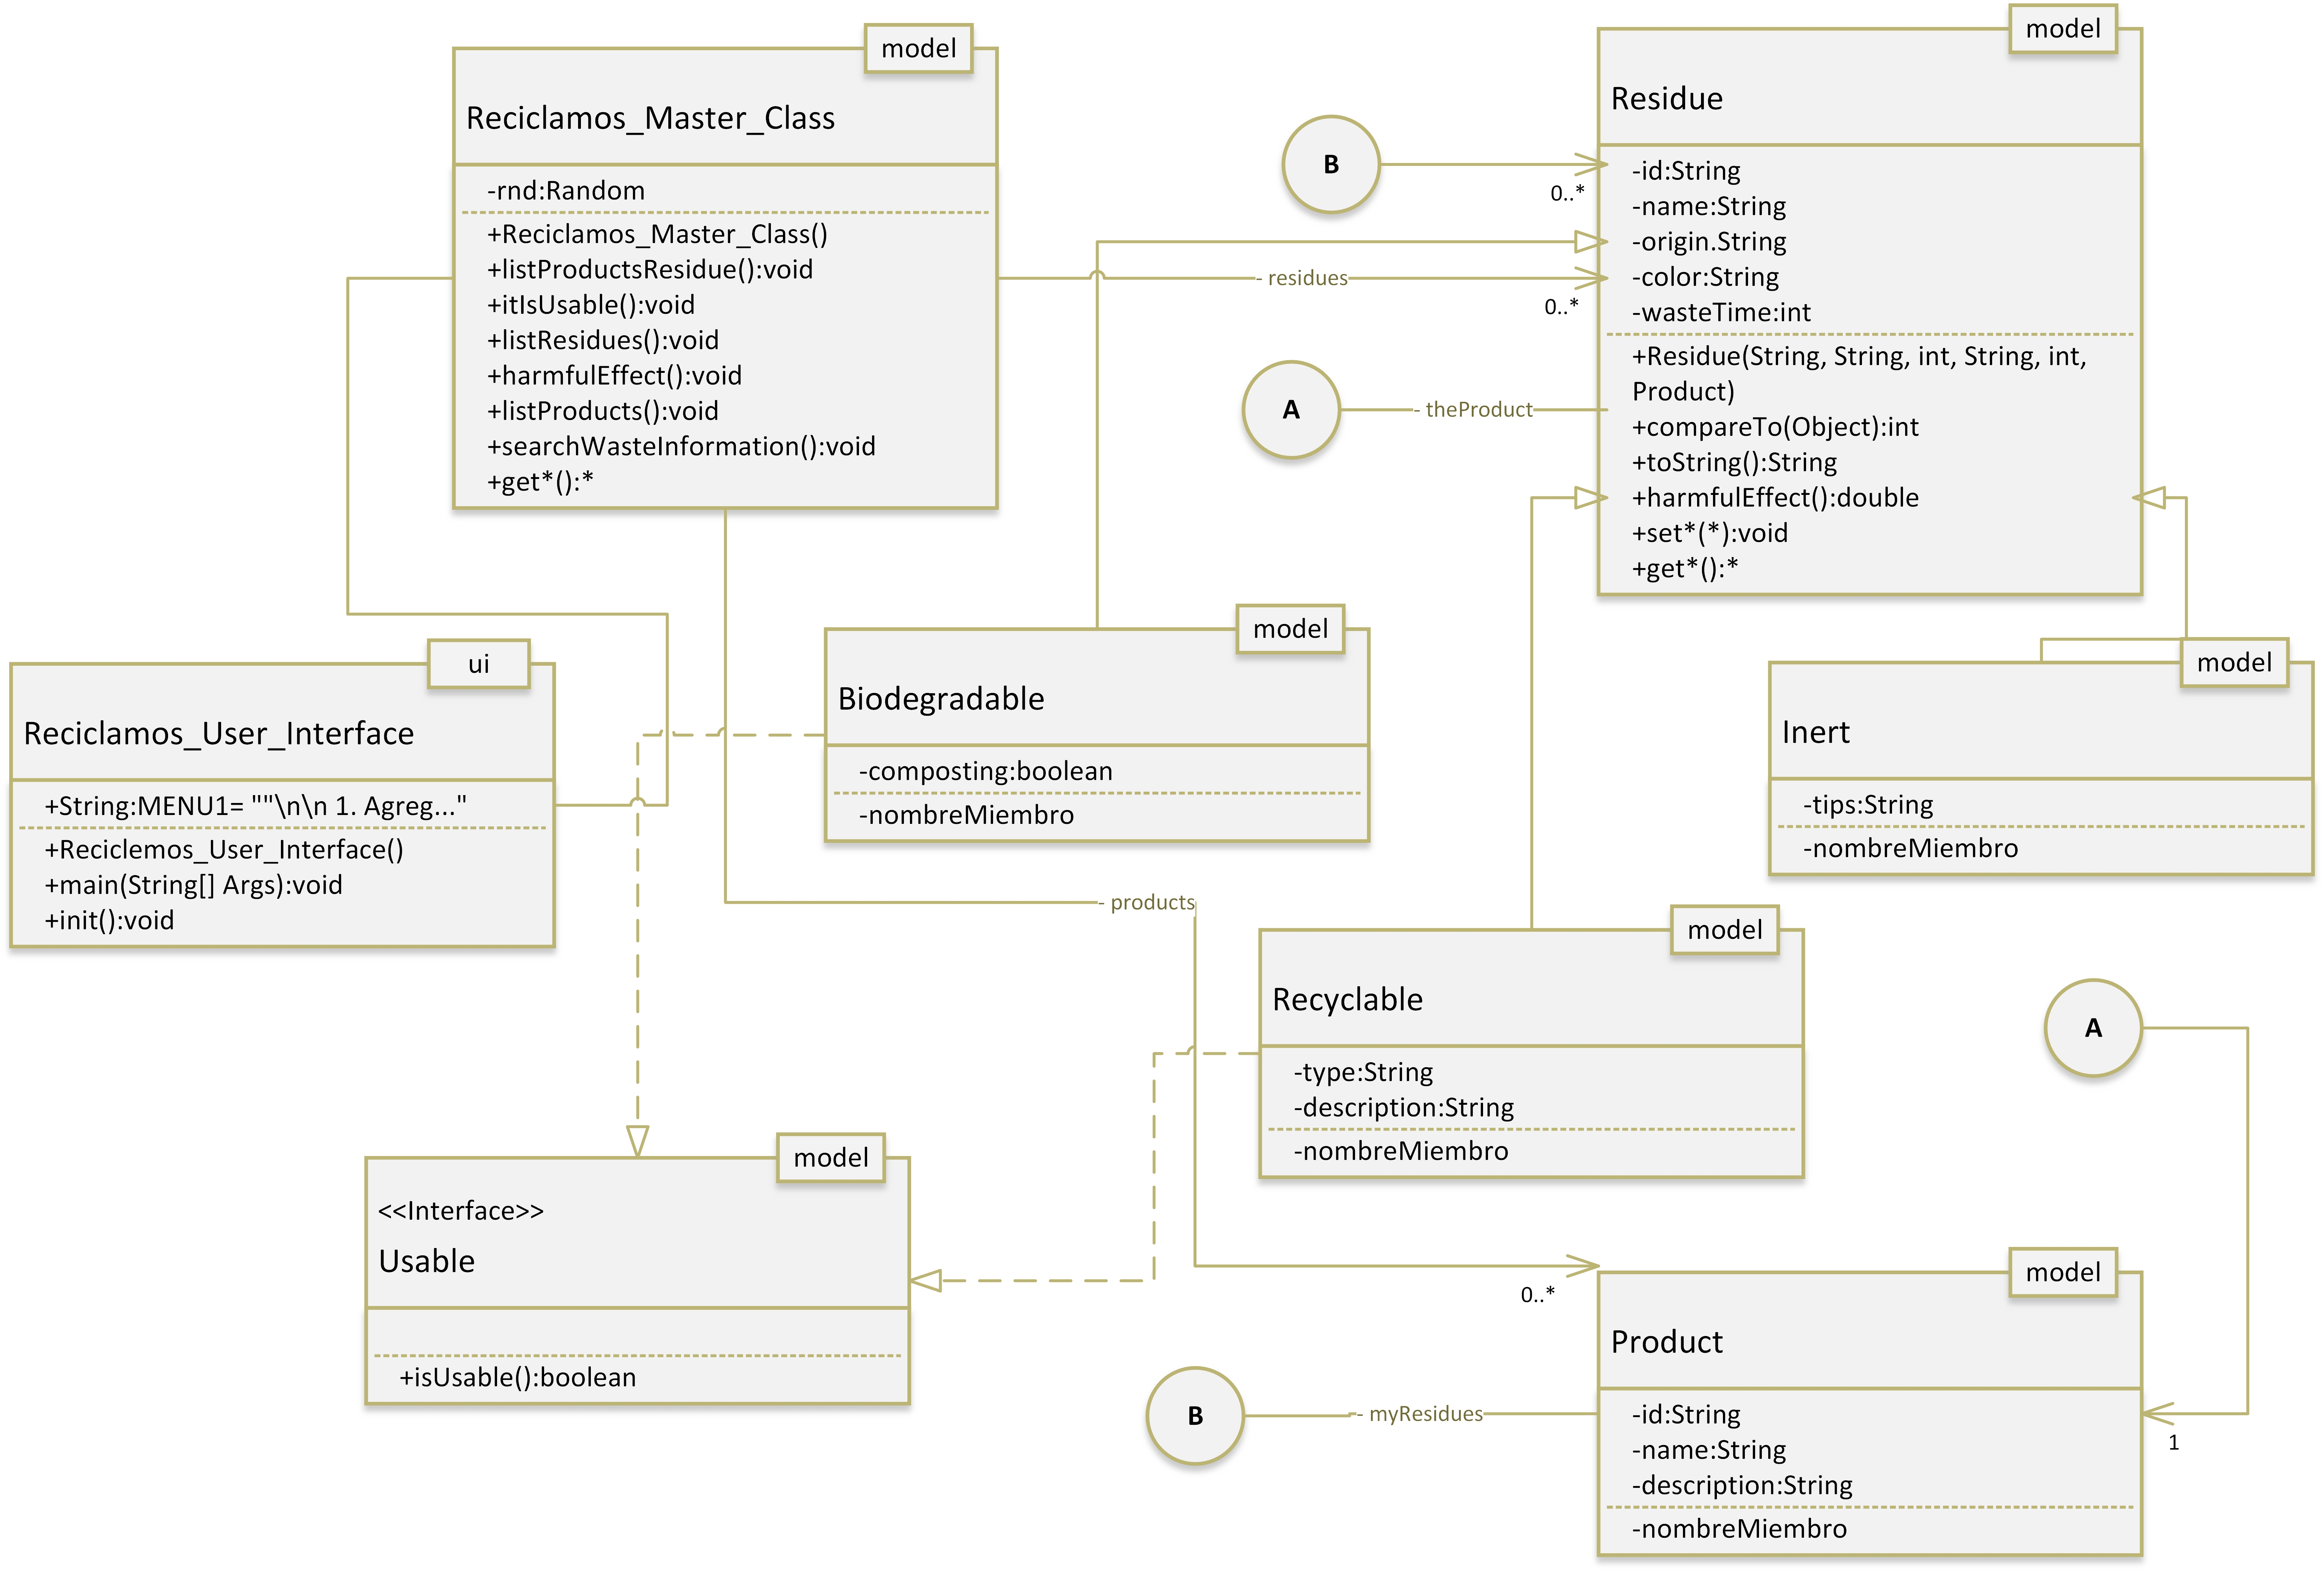 model
Reciclamos_Master_Class
-rnd:Random
+Reciclamos_Master_Class()
+listProductsResidue():void
+itIsUsable():void
+listResidues():void
+harmfulEffect():void
+listProducts():void
+searchWasteInformation():void
+get*():*
model
Residue
-id:String
-name:String
-origin.String
-color:String
-wasteTime:int
+Residue(String, String, int, String, int,
Product)
+compareTo(Object):int
+toString():String
+harmfulEffect():double
+set*(*):void
+get*():*
B
0..*
- residues
0..*
A
- theProduct
ui
Reciclamos_User_Interface
+String:MENU1= ""\n\n 1. Agreg..."
+Reciclemos_User_Interface()
+main(String[] Args):void
+init():void
model
Biodegradable
-composting:boolean
-nombreMiembro
model
Inert
-tips:String
-nombreMiembro
- products
model
Recyclable
-type:String
-description:String
-nombreMiembro
A
model
<<Interface>>
Usable
+isUsable():boolean
0..*
model
Product
-id:String
-name:String
-description:String
-nombreMiembro
B
- myResidues
1